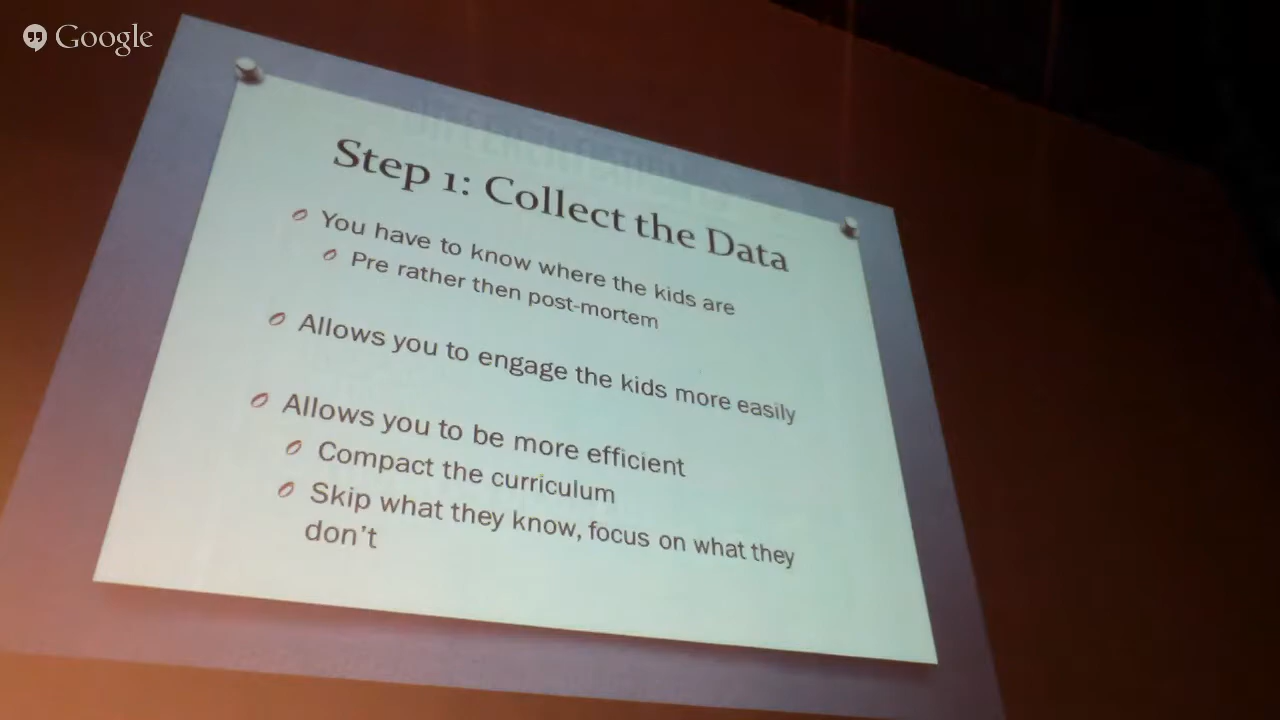 Google
Step 1: Collect the Data
You have to know where the kids are
Pre rather then post-mortem
Allows you to engage the kids more easily
Allows you to be more efficient
Compact the curriculum
Skip what they know, focus on what they
don't